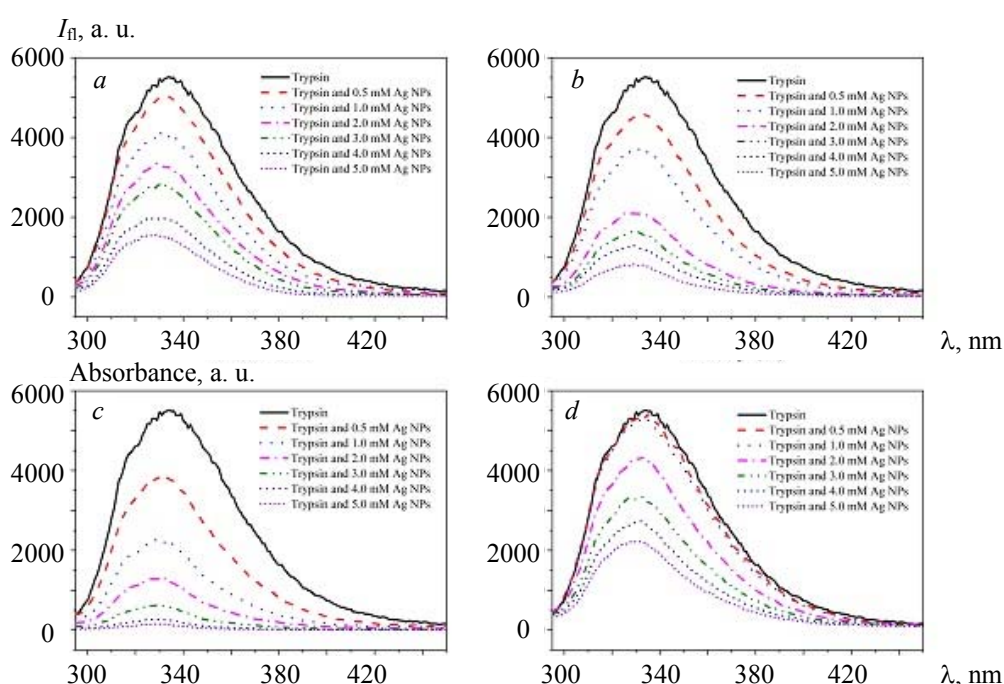 I fl, a. u.
6000
4000
2000
0
a
Trypsin
Trypsin and 0.5 mM Ag NPs
Trypsin and 1.0 mM Ag NPs
Trypsin and 2.0 mM Ag NPs
Trypsin and 3.0 mM Ag NPs
Trypsin and 4.0 mM Ag NPs
Trypsin and 5.0 mM Ag NPs
300 340 380 420
6000
4000
2000
0
b
Trypsin
Trypsin and 0.5 mM Ag NPs
Trypsin and 1.0 mM Ag NPs
Trypsin and 2.0 mM Ag NPs
Trypsin and 3.0 mM Ag NPs
Trypsin and 4.0 mM Ag NPs
Trypsin and 5.0 mM Ag NPs
300 340 380 420 λ, nm
Absorbance, a. u.
6000
4000
2000
0
c
Trypsin
Trypsin and 0.5 mM Ag NPs
Trypsin and 1.0 mM Ag NPs
Trypsin and 2.0 mM Ag NPs
Trypsin and 3.0 mM Ag NPs
Trypsin and 4.0 mM Ag NPs
Trypsin and 5.0 mM Ag NPs
300 340 380 420
6000
4000
2000
0
d
Trypsin
Trypsin and 0.5 mM Ag NPs
Trypsin and 1.0 mM Ag NPs
Trypsin and 2.0 mM Ag NPs
Trypsin and 3.0 mM Ag NPs
Trypsin and 4.0 mM Ag NPs
Trypsin and 5.0 mM Ag NPs
300 340 380 420 λ, nm